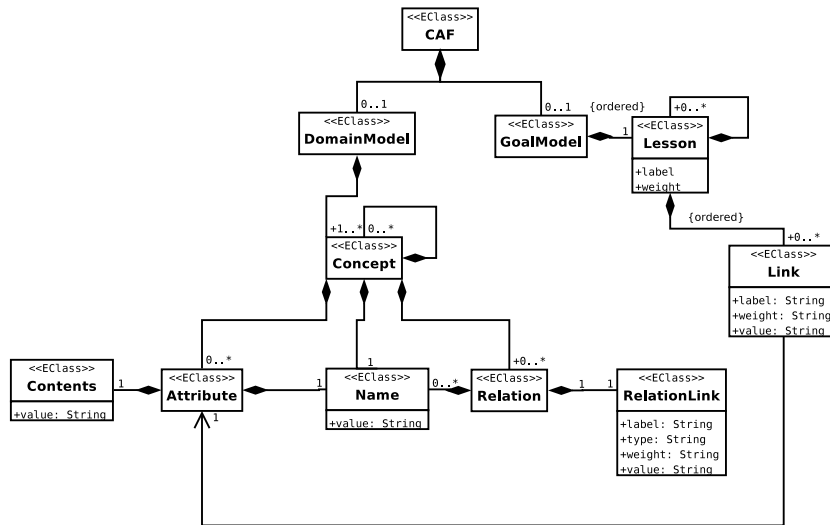 <<EClass>>
CAF
0..1
0..1
{ordered}
+0..*
<<EClass>>
DomainModel
<<EClass>>
GoalModel
1
<<EClass>>
Lesson
+label
+weight
{ordered}
+1..*
0..*
<<EClass>>
Concept
+0..*
<<EClass>>
Link
+label: String
+weight: String
+value: String
0..*
1
+0..*
<<EClass>>
Contents
+value: String
1
<<EClass>>
Attribute
1
1
<<EClass>>
Name
+value: String
0..*
<<EClass>>
Relation
1
1
<<EClass>>
RelationLink
+label: String
+type: String
+weight: String
+value: String